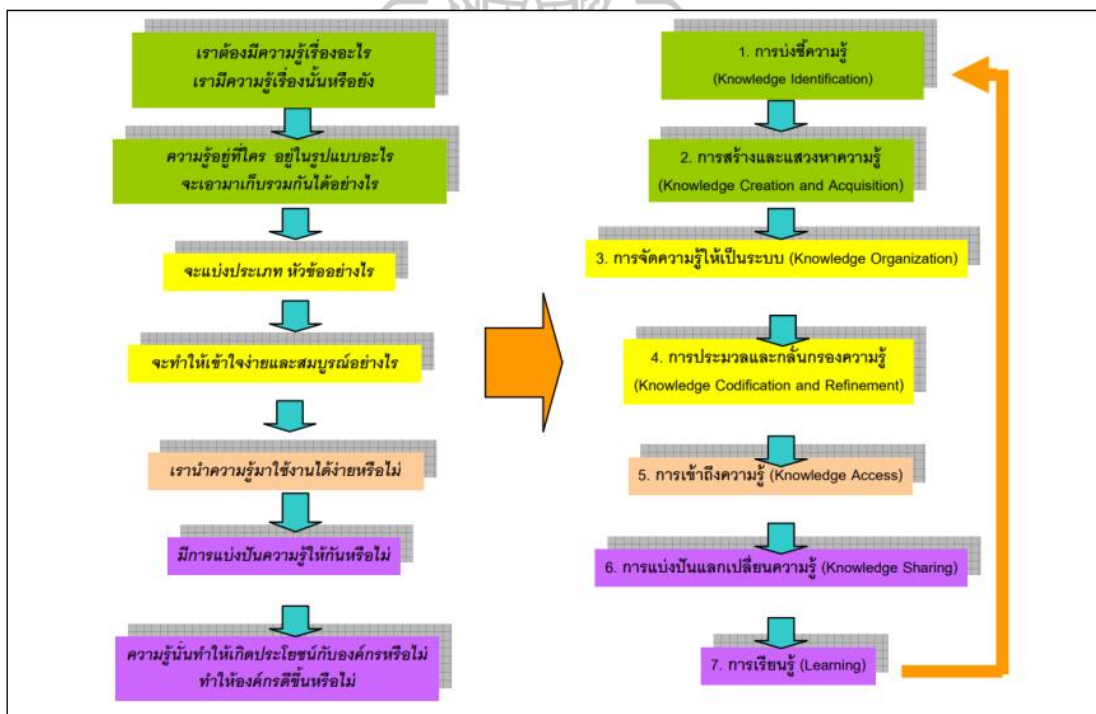 เราต้องมีความรู้เรื่องอะไร
เรามีความรู้เรื่องนั้นหรือยัง
ความรู้อยู่ที่ใคร อยู่ในรูปแบบอะไร
จะเอามาเก็บรวมกันได้อย่างไร
จะแบ่งประเภท หัวข้ออย่างไร
จะทำให้เข้าใจง่ายและสมบูรณ์อย่างไร
เรานำความรู้มาใช้งานได้ง่ายหรือไม่
มีการแบ่งปันความรู้ให้กันหรือไม่
ความรู้นั้นทำให้เกิดประโยชน์กับองค์กรหรือไม่
ทำให้องค์กรดีขึ้นหรือไม่
1. การบ่งชี้ความรู้
(Knowledge Identification)
2. การสร้างและแสวงหาความรู้
(Knowledge Creation and Acquisition)
3. การจัดความรู้ให้เป็นระบบ (Knowledge Organization)
4. การประมวลและกลั่นกรองความรู้
(Knowledge Codification and Refinement)
5. การเข้าถึงความรู้ (Knowledge Access)
6. การแบ่งปันแลกเปลี่ยนความรู้ (Knowledge Sharing)
7. การเรียนรู้ (Learning)